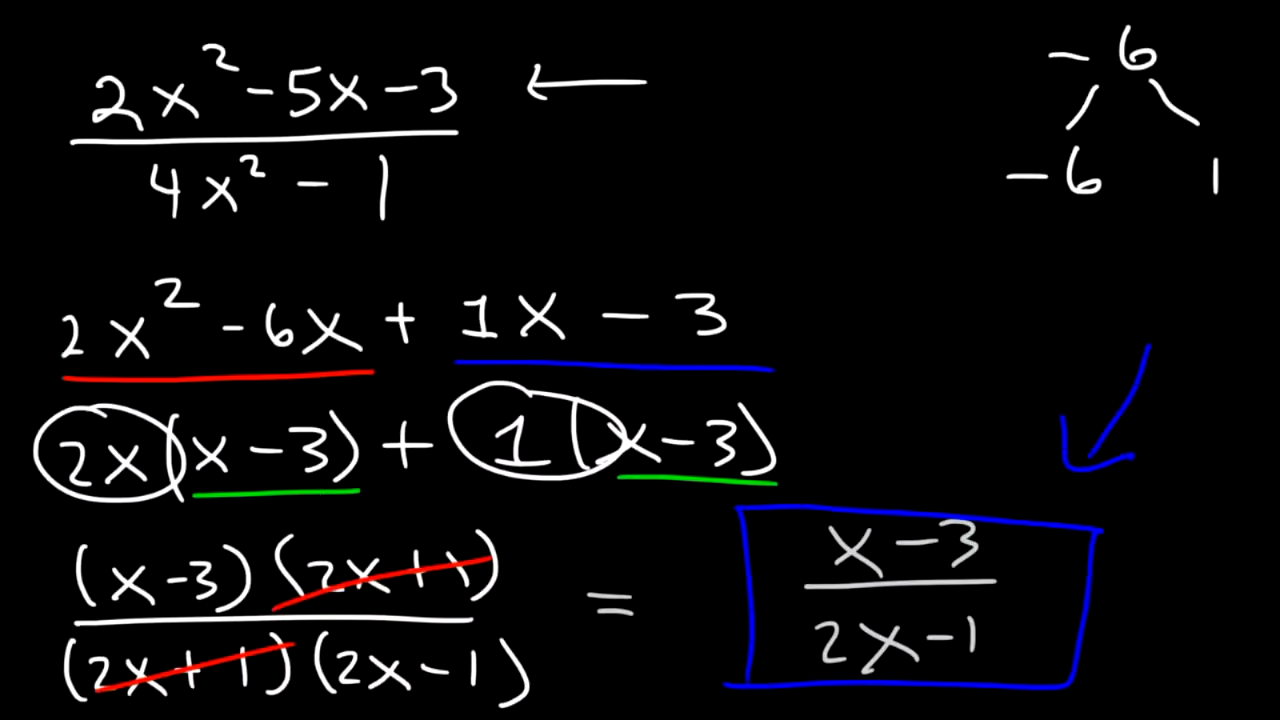 2x² - 5x - 3
4x² - 1
- 6
- 6 1
2x² - 6x + 1x - 3
2x(x - 3) + 1(x - 3)
(x - 3)(2x + 1)
(2x + 1)(2x - 1)
=
x - 3
2x - 1